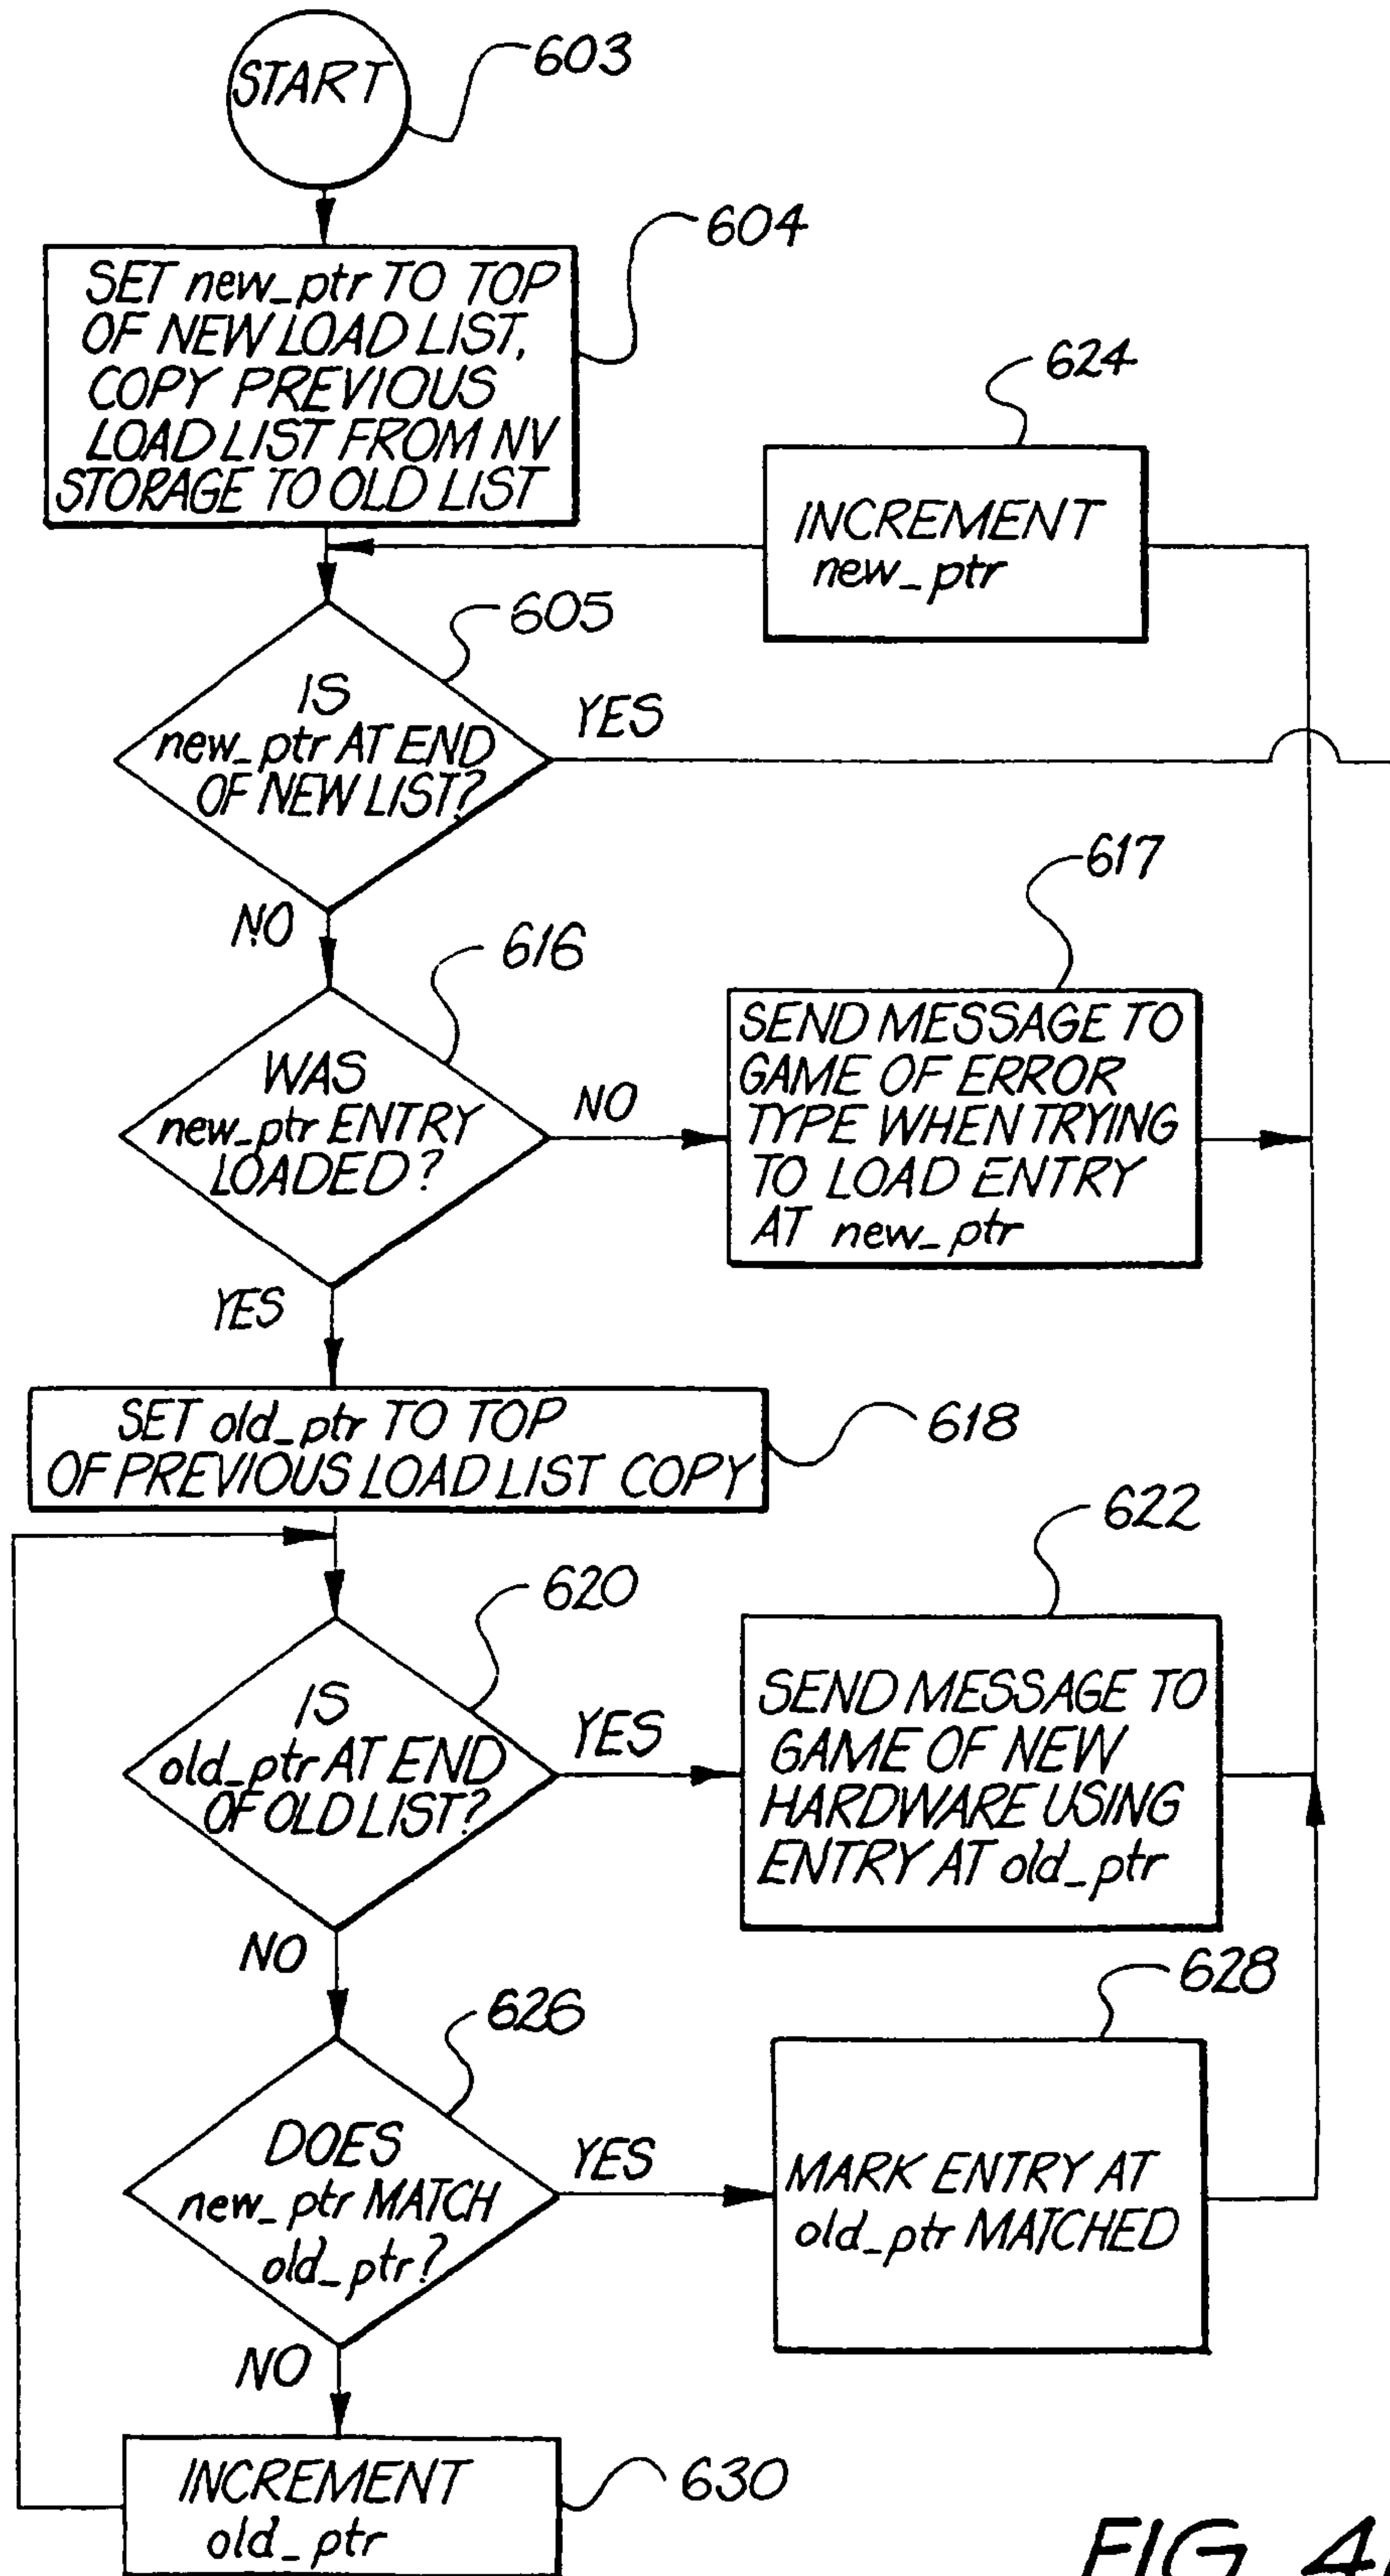 START
603
604
SET new_ptr TO TOP
OF NEW LOAD LIST,
COPY PREVIOUS
LOAD LIST FROM NV
STORAGE TO OLD LIST
624
INCREMENT
new_ptr
605
IS
new_ptr AT END
OF NEW LIST?
YES
NO
616
WAS
new_ptr ENTRY
LOADED?
NO
617
SEND MESSAGE TO
GAME OF ERROR
TYPE WHEN TRYING
TO LOAD ENTRY
AT new_ptr
YES
SET old_ptr TO TOP
OF PREVIOUS LOAD LIST COPY
618
620
IS
old_ptr AT END
OF OLD LIST?
YES
622
SEND MESSAGE TO
GAME OF NEW
HARDWARE USING
ENTRY AT old_ptr
NO
626
DOES
new_ptr MATCH
old_ptr?
YES
628
MARK ENTRY AT
old_ptr MATCHED
NO
INCREMENT
old_ptr
630
FIG. 4